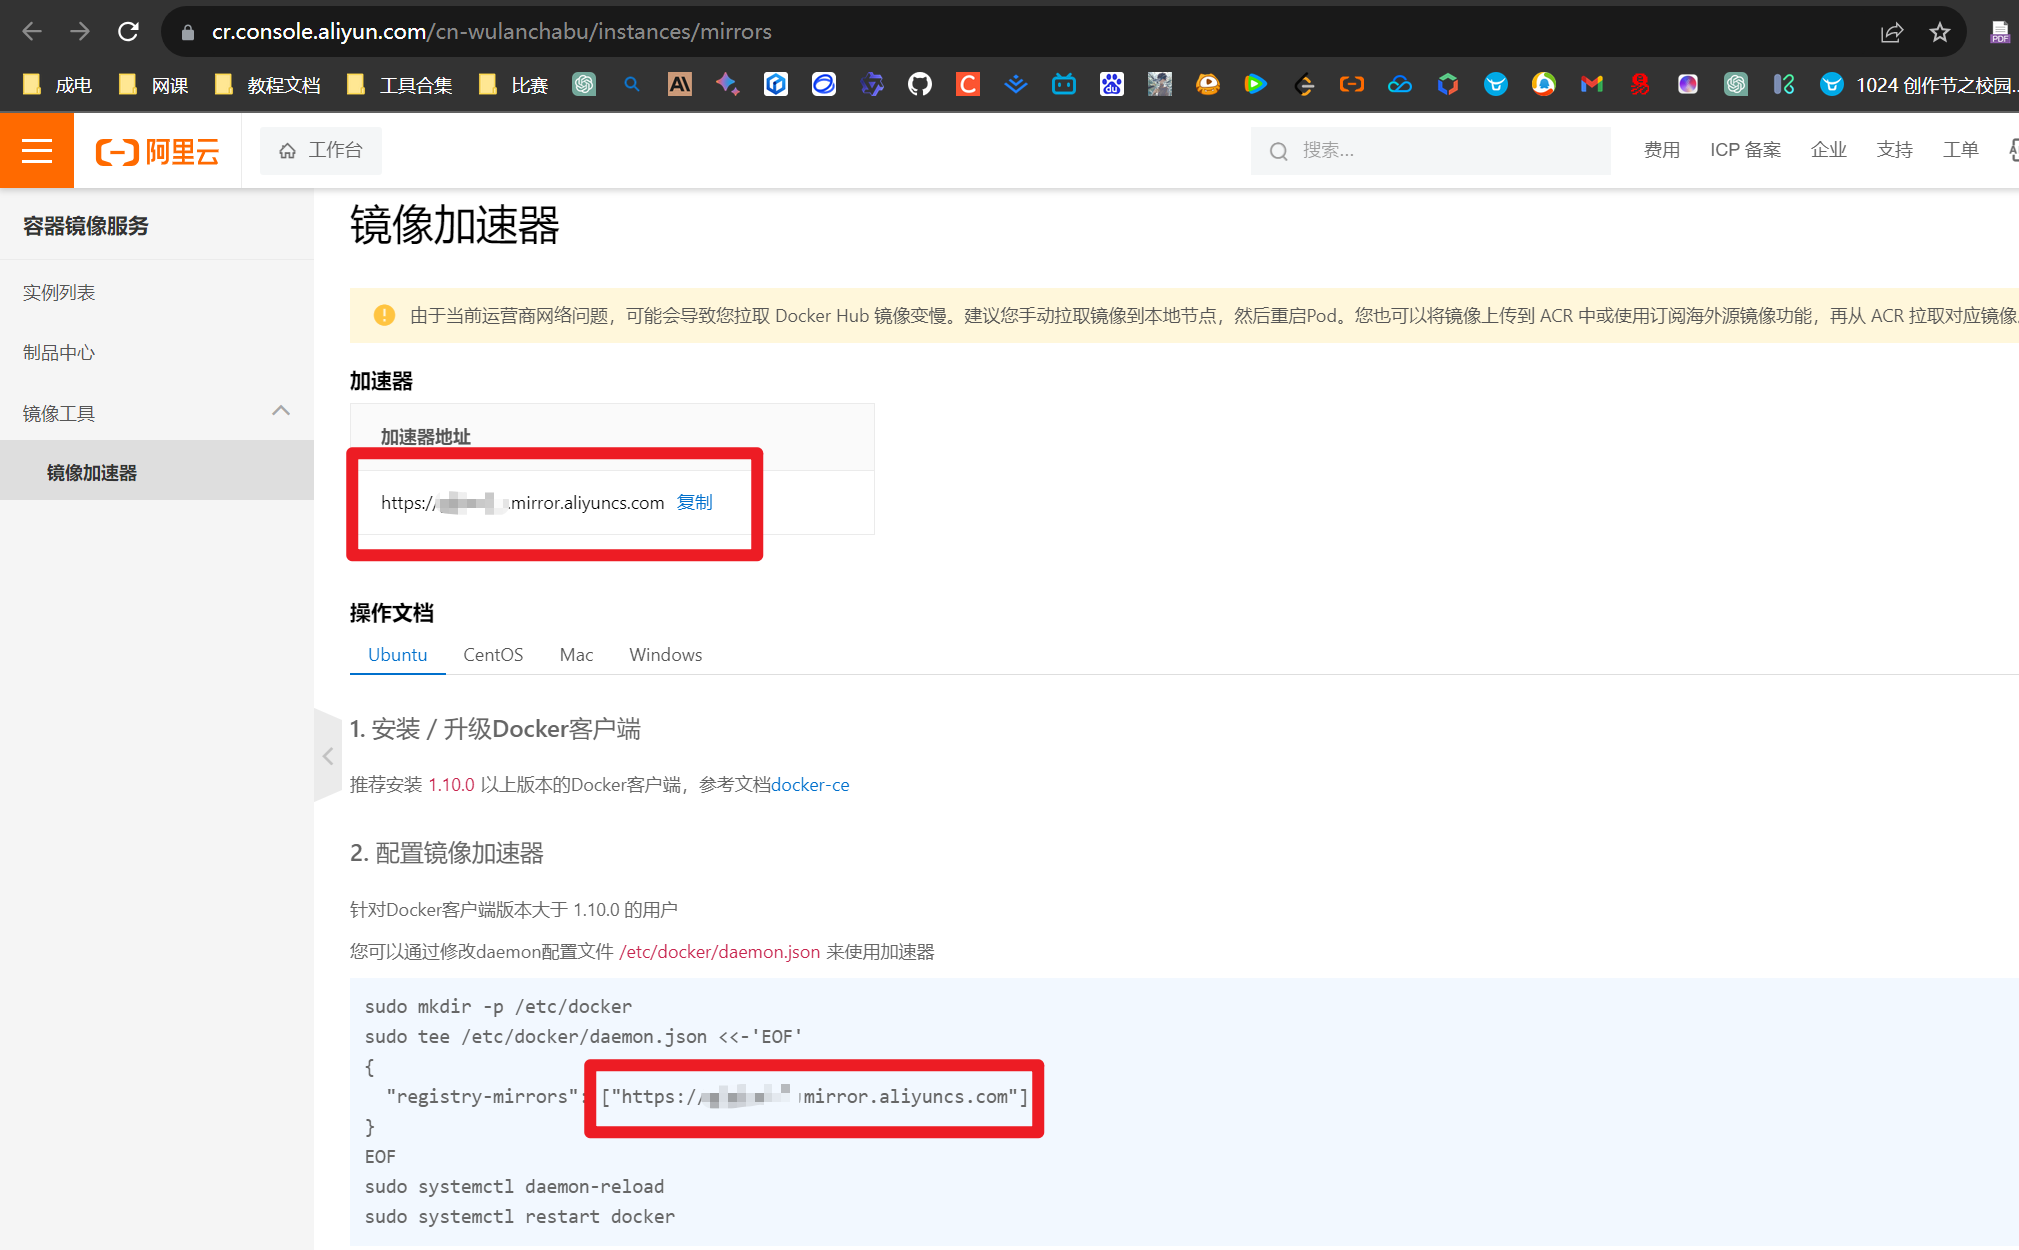 cr.console.aliyun.com/cn-wulanchabu/instances/mirrors
成电 网课 教程文档 工具合集 比赛 1024 创作节之校园...
阿里云 工作台 搜索... 费用 ICP 备案 企业 支持 工单
容器镜像服务
实例列表
制品中心
镜像工具
镜像加速器
镜像加速器
由于当前运营商网络问题，可能会导致您拉取 Docker Hub 镜像变慢。建议您手动拉取镜像到本地节点，然后重启Pod。您也可以将镜像上传到 ACR 中或使用订阅海外源镜像功能，再从 ACR 拉取对应镜像
加速器
加速器地址
https:// .mirror.aliyuncs.com 复制
操作文档
Ubuntu CentOS Mac Windows
1. 安装 / 升级Docker客户端
推荐安装 1.10.0 以上版本的Docker客户端，参考文档docker-ce
2. 配置镜像加速器
针对Docker客户端版本大于 1.10.0 的用户
您可以通过修改daemon配置文件 /etc/docker/daemon.json 来使用加速器
sudo mkdir -p /etc/docker
sudo tee /etc/docker/daemon.json <<-'EOF'
{
"registry-mirrors": ["https:// mirror.aliyuncs.com"]
}
EOF
sudo systemctl daemon-reload
sudo systemctl restart docker